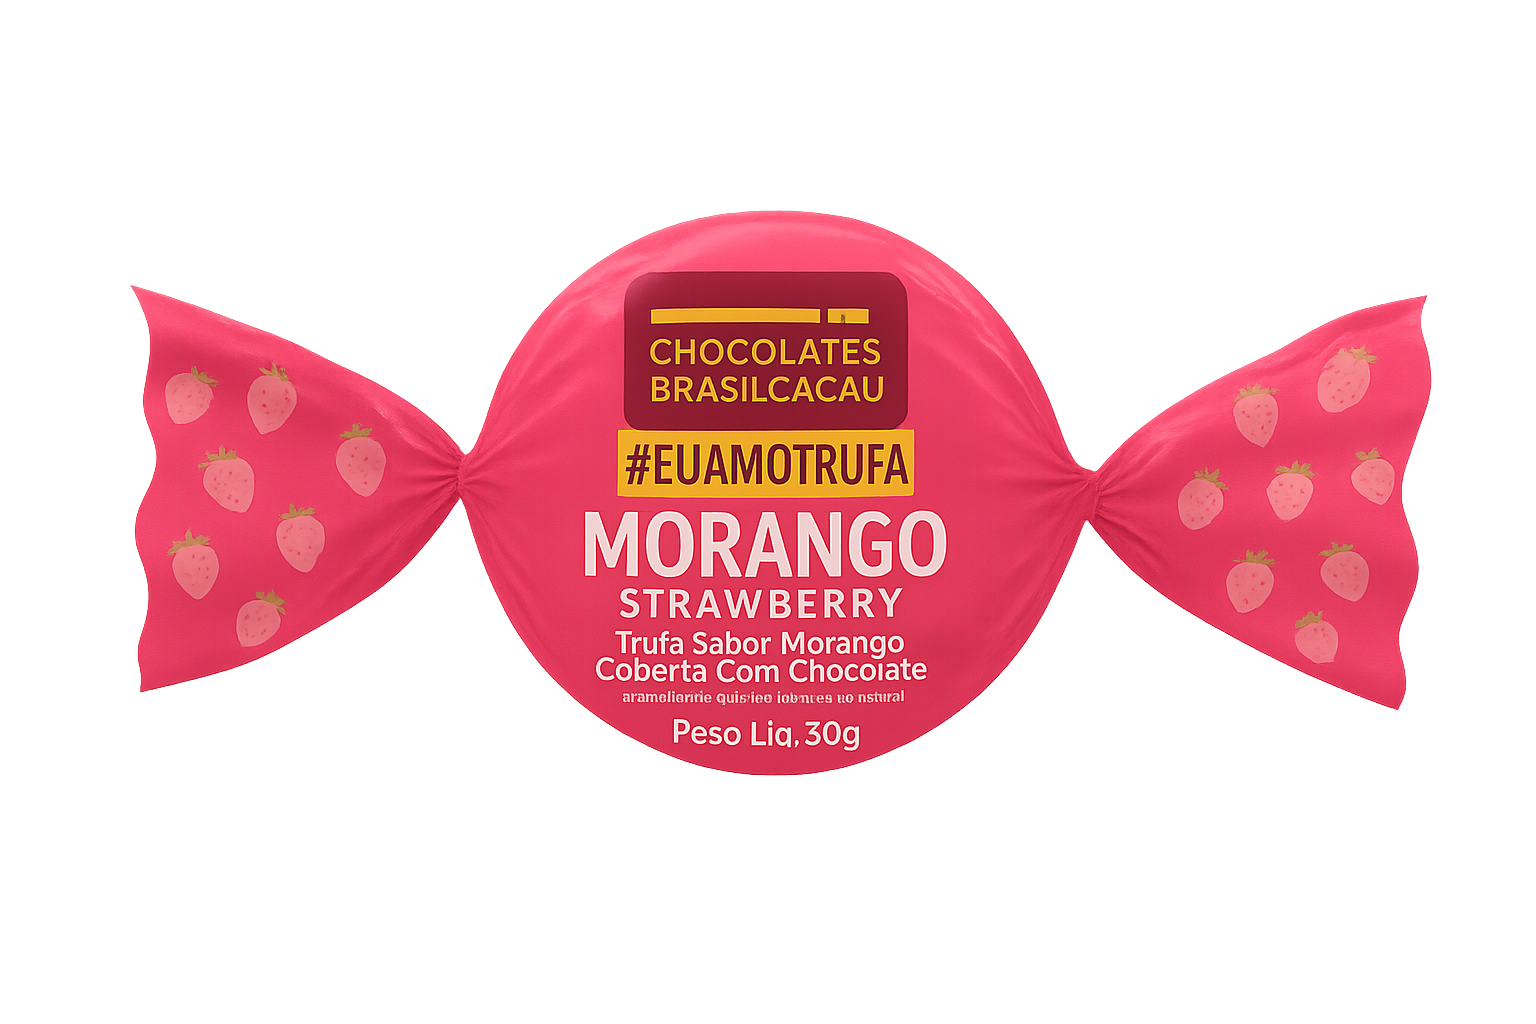 CHOCOLATES
BRASILCACAU
#EUAMOTRUFA
MORANGO
STRAWBERRY
Trufa Sabor Morango
Coberta Com Chocolate
Peso Liq, 30g